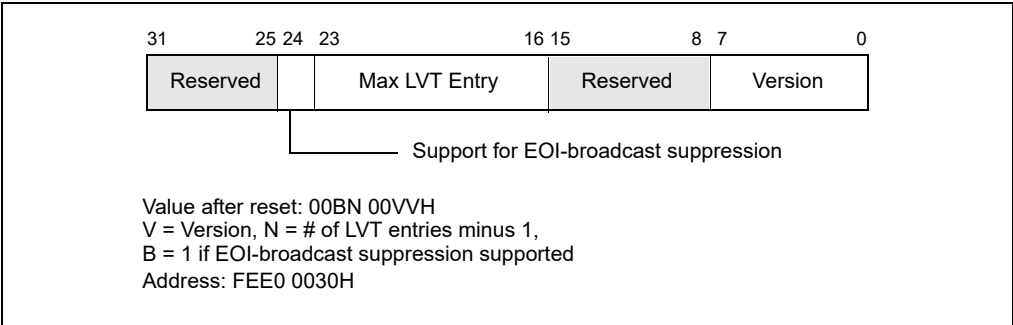 31 25 24 23 16 15 8 7 0
Reserved Max LVT Entry Reserved Version
Support for EOI-broadcast suppression
Value after reset: 00BN 00VVH
V = Version, N = # of LVT entries minus 1,
B = 1 if EOI-broadcast suppression supported
Address: FEE0 0030H